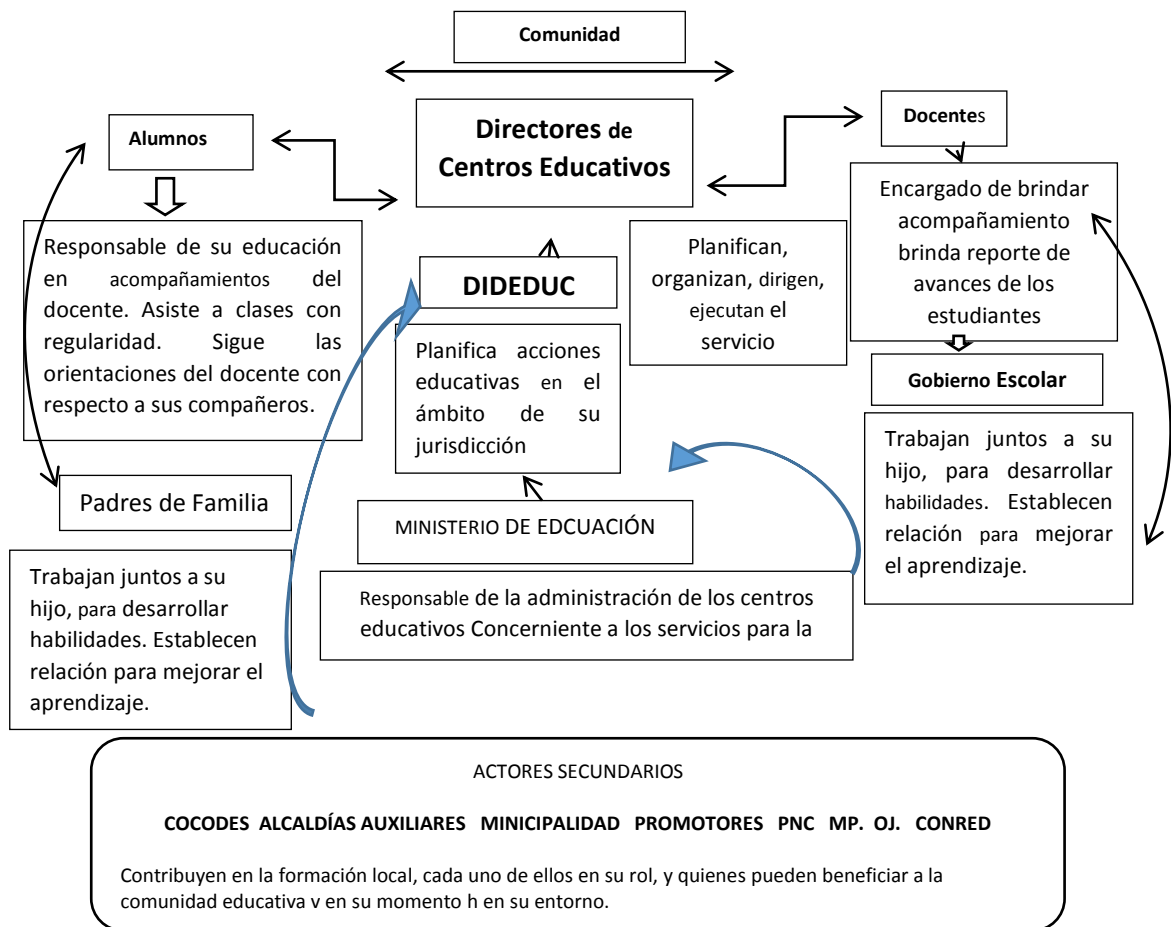 Comunidad
Directores de
Centros Educativos
Alumnos
Docentes
Responsable de su educación
en acompañamientos del
docente. Asiste a clases con
regularidad. Sigue las
orientaciones del docente con
respecto a sus compañeros.
DIDEDUC
Planifica acciones
educativas en el
ámbito de su
jurisdicción
Planifican,
organizan, dirigen,
ejecutan el
servicio
Encargado de brindar
acompañamiento
brinda reporte de
avances de los
estudiantes
Gobierno Escolar
Trabajan juntos a su
hijo, para desarrollar
habilidades. Establecen
relación para mejorar
el aprendizaje.
Padres de Familia
Trabajan juntos a su
hijo, para desarrollar
habilidades. Establecen
relación para mejorar el
aprendizaje.
MINISTERIO DE EDCUACIÓN
Responsable de la administración de los centros
educativos Concerniente a los servicios para la
ACTORES SECUNDARIOS
COCODES ALCALDÍAS AUXILIARES MINICIPALIDAD PROMOTORES PNC MP. OJ. CONRED
Contribuyen en la formación local, cada uno de ellos en su rol, y quienes pueden beneficiar a la
comunidad educativa v en su momento h en su entorno.